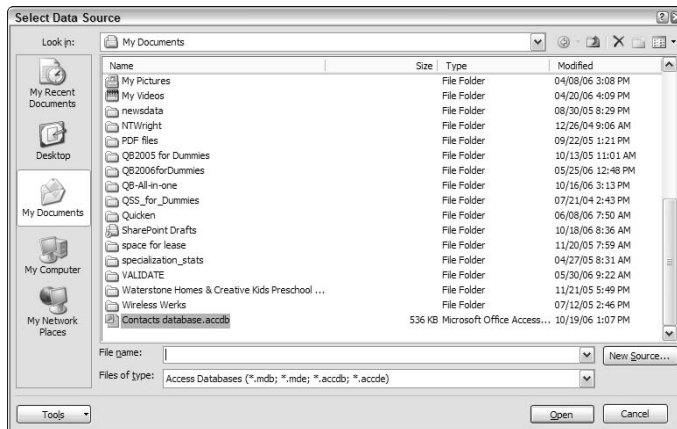 Select Data Source
Look in: My Documents
My Recent Documents
Desktop
My Documents
My Computer
My Network Places
Name Size Type Modified
My Pictures File Folder 04/08/06 3:08 PM
My Videos File Folder 04/20/06 4:09 PM
newsdata File Folder 08/30/05 8:29 PM
NTWright File Folder 12/26/04 9:06 AM
PDF files File Folder 09/22/05 1:21 PM
QB2005 for Dummies File Folder 10/13/05 11:01 AM
QB2006forDummies File Folder 05/25/06 12:48 PM
QB-All-in-one File Folder 10/16/06 3:13 PM
QSS_for_Dummies File Folder 07/21/04 2:43 PM
Quicken File Folder 06/08/06 7:50 AM
SharePoint Drafts File Folder 10/18/06 8:36 AM
space for lease File Folder 11/20/05 7:59 AM
specialization_stats File Folder 04/27/05 8:31 AM
VALIDATE File Folder 05/30/06 9:22 AM
Waterstone Homes & Creative Kids Preschool ... File Folder 11/21/05 5:49 PM
Wireless Werks File Folder 07/12/05 2:46 PM
Contacts database.accdb 536 KB Microsoft Office Access... 10/19/06 1:07 PM
File name: New Source...
Files of type: Access Databases (*.mdb; *.mde; *.accdb; *.accde)
Tools Open Cancel